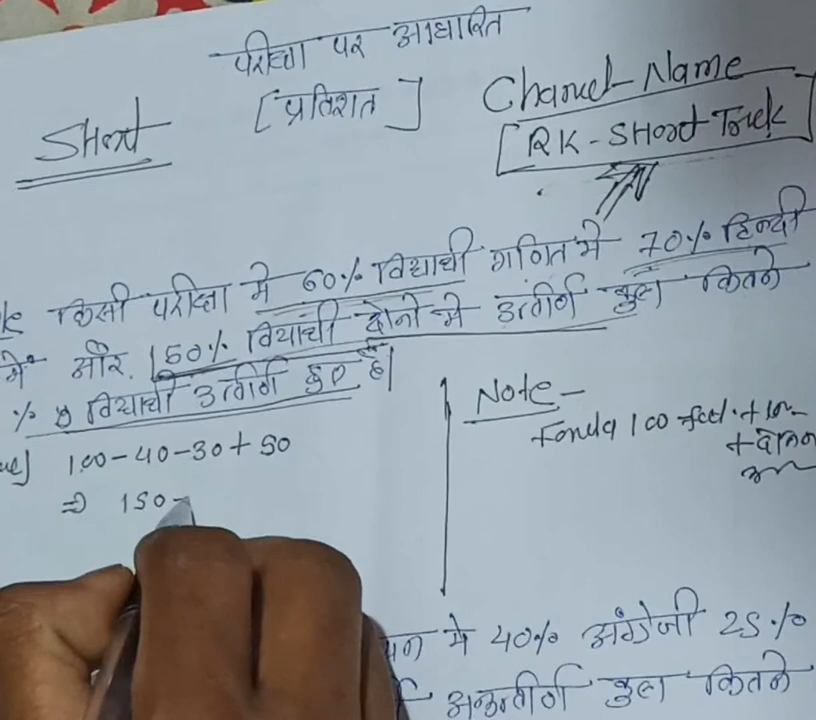 परीक्षा पर आधारित
[प्रतिशत]
Short
Channel Name
[RK-SHort Trick]
किसी परीक्षा मे 60% विद्यार्थी गणित मे 70% हिन्दी
मे और 50% विद्यार्थी दोनो मे उत्तीर्ण कुल कितने
% विद्यार्थी उत्तीर्ण हुए है।
100-40-30+50
⇒ 150-
Note-
100
मे 40% अंग्रेजी 25%
अनुत्तीर्ण कुल कितने